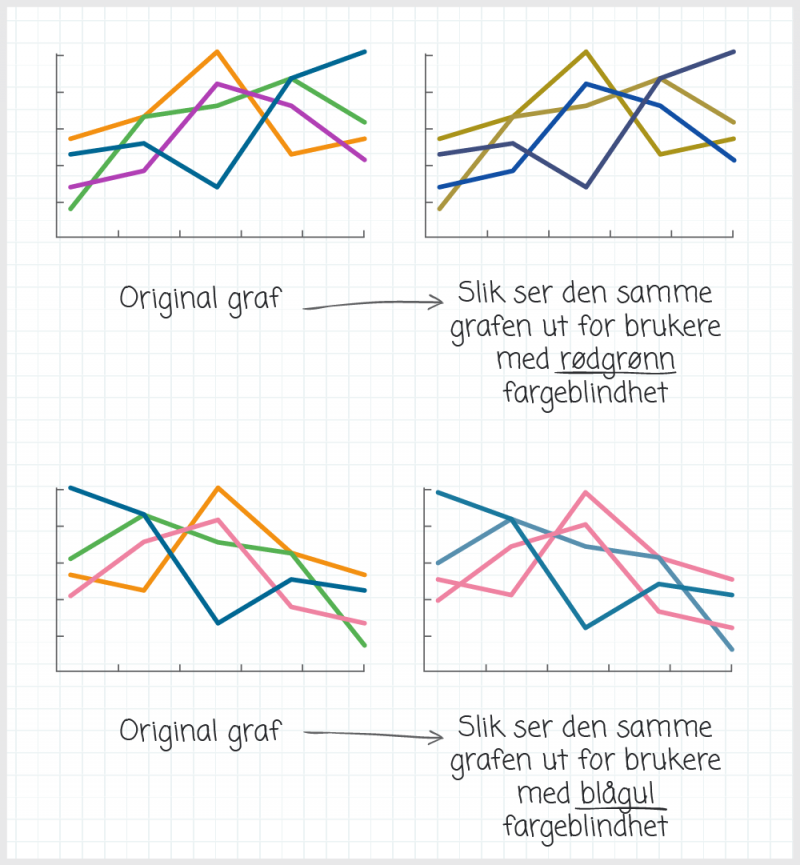 Original graf
Slik ser den samme
grafen ut for brukere
med rødgrønn
fargeblindhet
Original graf
Slik ser den samme
grafen ut for brukere
med blågul
fargeblindhet